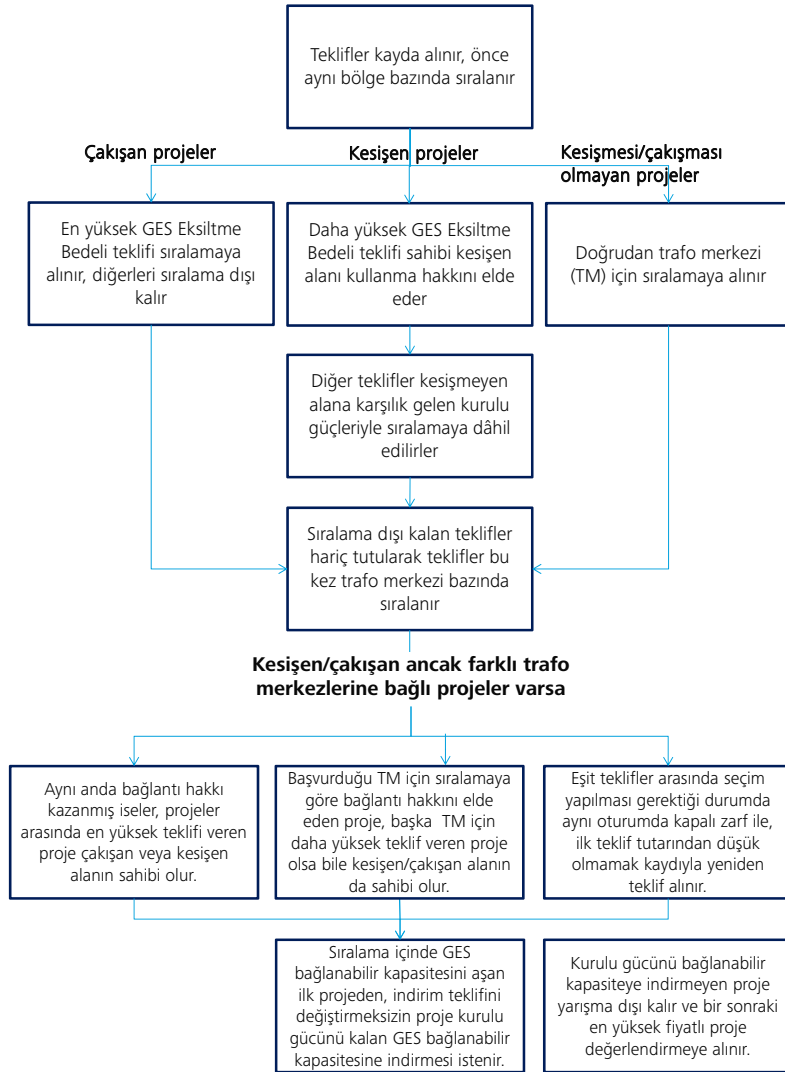 Teklifler kayda alınır, önce
aynı bölge bazında sıralanır
Çakışan projeler
Kesişen projeler
Kesişmesi/çakışması
olmayan projeler
En yüksek GES Eksiltme
Bedeli teklifi sıralamaya
alınır, diğerleri sıralama dışı
kalır
Daha yüksek GES Eksiltme
Bedeli teklifi sahibi kesişen
alanı kullanma hakkını elde
eder
Doğrudan trafo merkezi
(TM) için sıralamaya alınır
Diğer teklifler kesişmeyen
alana karşılık gelen kurulu
güçleriyle sıralamaya dâhil
edilirler
Sıralama dışı kalan teklifler
hariç tutularak teklifler bu
kez trafo merkezi bazında
sıralanır
Kesişen/çakışan ancak farklı trafo
merkezlerine bağlı projeler varsa
Aynı anda bağlantı hakkı
kazanmış iseler, projeler
arasında en yüksek teklifi veren
proje çakışan veya kesişen
alanın sahibi olur.
Başvurduğu TM için sıralamaya
göre bağlantı hakkını elde
eden proje, başka TM için
daha yüksek teklif veren proje
olsa bile kesişen/çakışan alanın
da sahibi olur.
Eşit teklifler arasında seçim
yapılması gerektiği durumda
aynı oturumda kapalı zarf ile,
ilk teklif tutarından düşük
olmamak kaydıyla yeniden
teklif alınır.
Sıralama içinde GES
bağlanabilir kapasitesini aşan
ilk projeden, indirim teklifini
değiştirmeksizin proje kurulu
gücünü kalan GES bağlanabilir
kapasitesine indirmesi istenir.
Kurulu gücünü bağlanabilir
kapasiteye indirmeyen proje
yarışma dışı kalır ve bir sonraki
en yüksek fiyatlı proje
değerlendirmeye alınır.